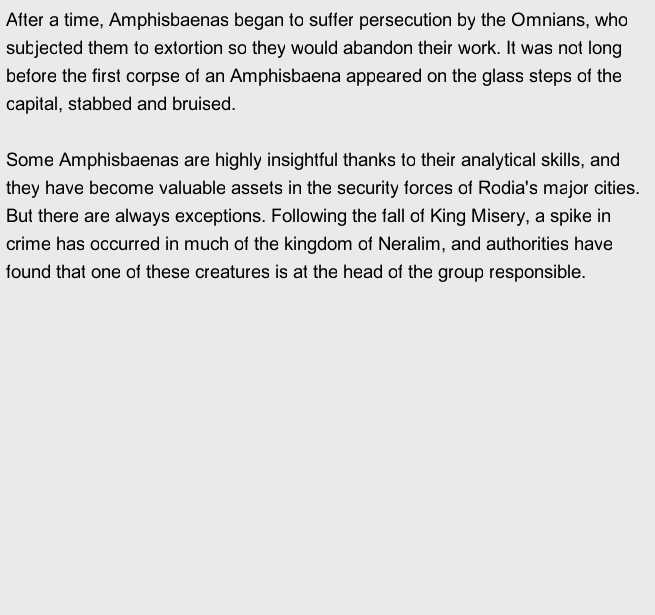 After a time, Amphisbaenas began to suffer persecution by the Omnians, who
subjected them to extortion so they would abandon their work. It was not long
before the first corpse of an Amphisbaena appeared on the glass steps of the
capital, stabbed and bruised.
Some Amphisbaenas are highly insightful thanks to their analytical skills, and
they have become valuable assets in the security forces of Rodia's major cities.
But there are always exceptions. Following the fall of King Misery, a spike in
crime has occurred in much of the kingdom of Neralim, and authorities have
found that one of these creatures is at the head of the group responsible.